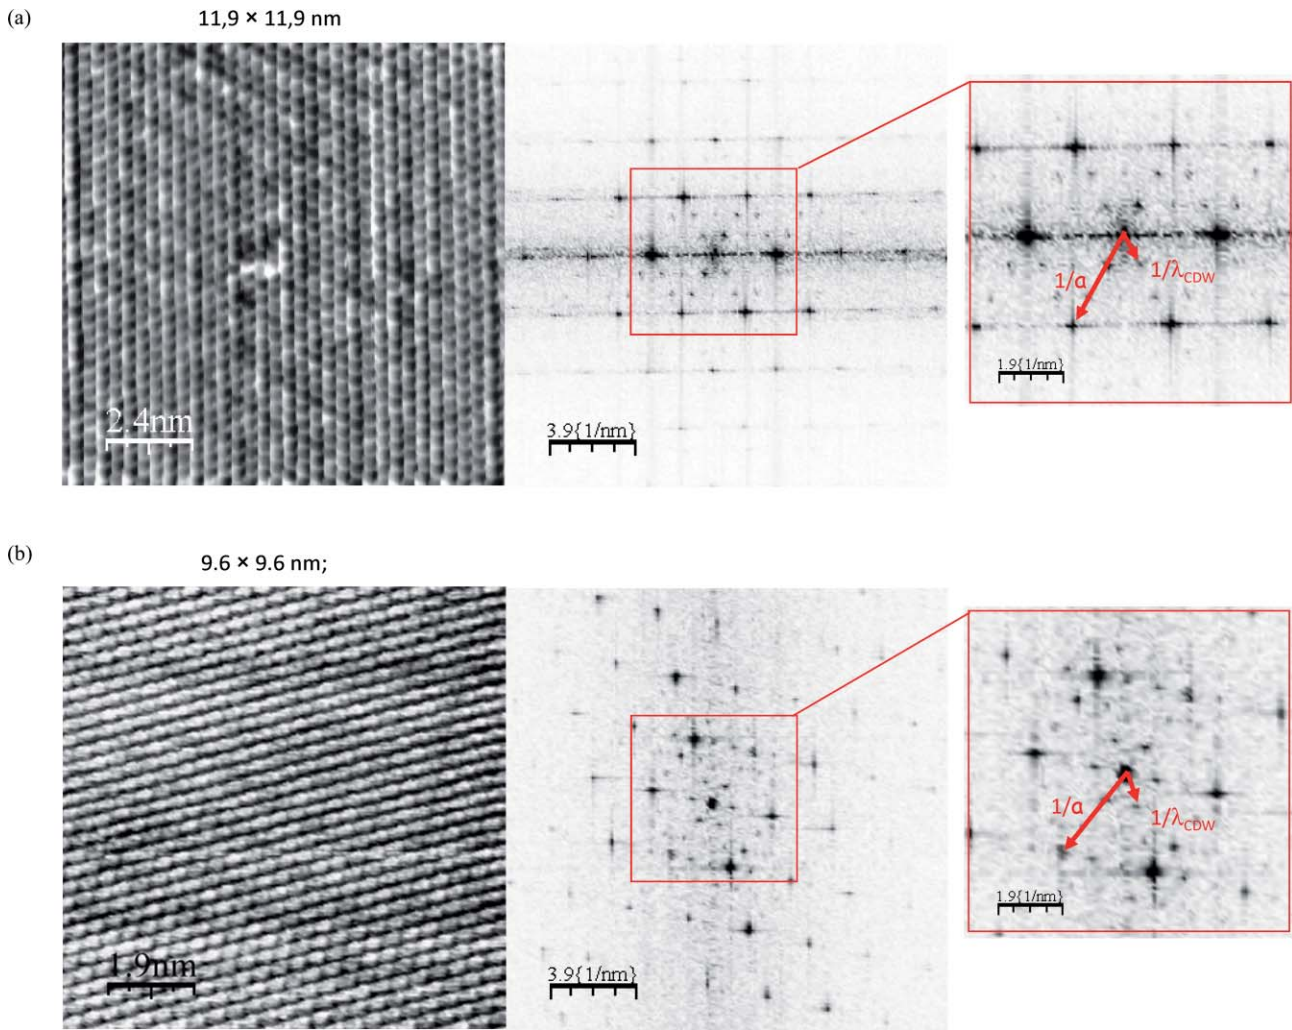 (a)
11,9 × 11,9 nm
2.4nm
3.9{1/nm}
1/a
1/λCDW
1.9{1/nm}
(b)
9.6 × 9.6 nm;
1,9nm
3.9{1/nm}
1/a
1/λCDW
1.9{1/nm}